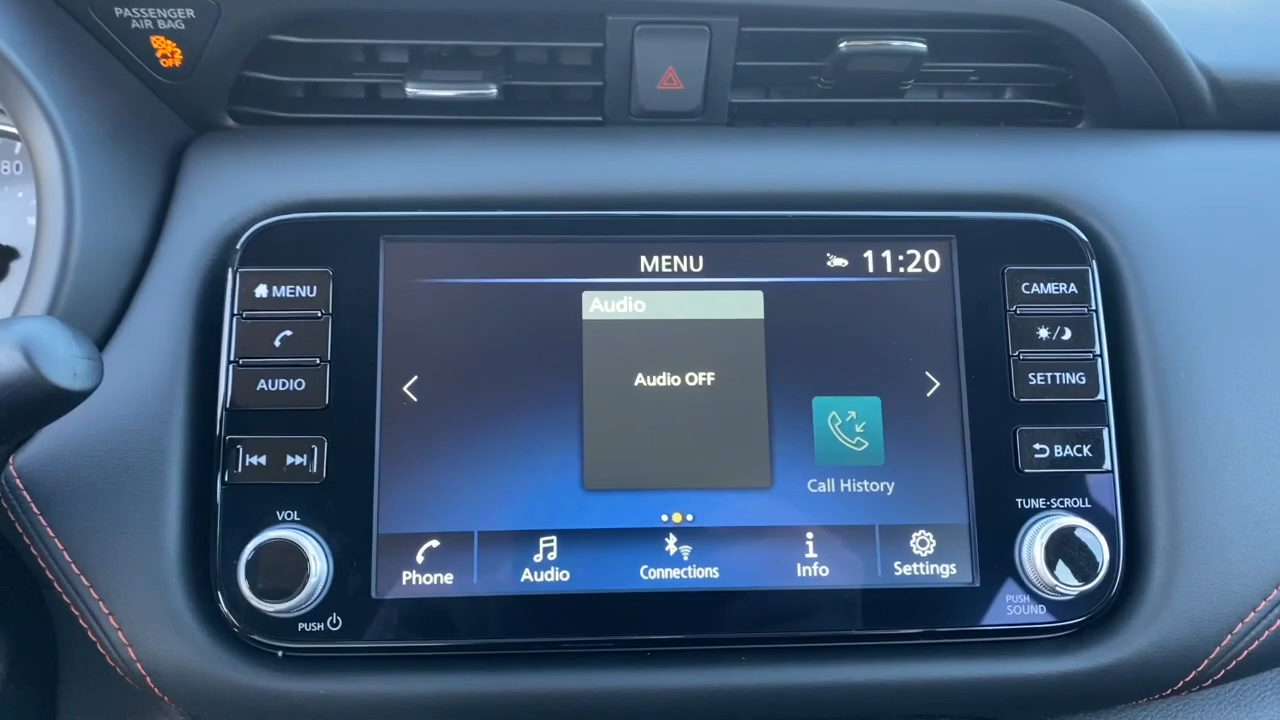 PASSENGER
AIR BAG
2
OFF
80
MENU
11:20
MENU
AUDIO
Audio
Audio OFF
Call History
CAMERA
SETTING
BACK
VOL
PUSH
TUNE·SCROLL
PUSH
SOUND
Phone
Audio
Connections
Info
Settings